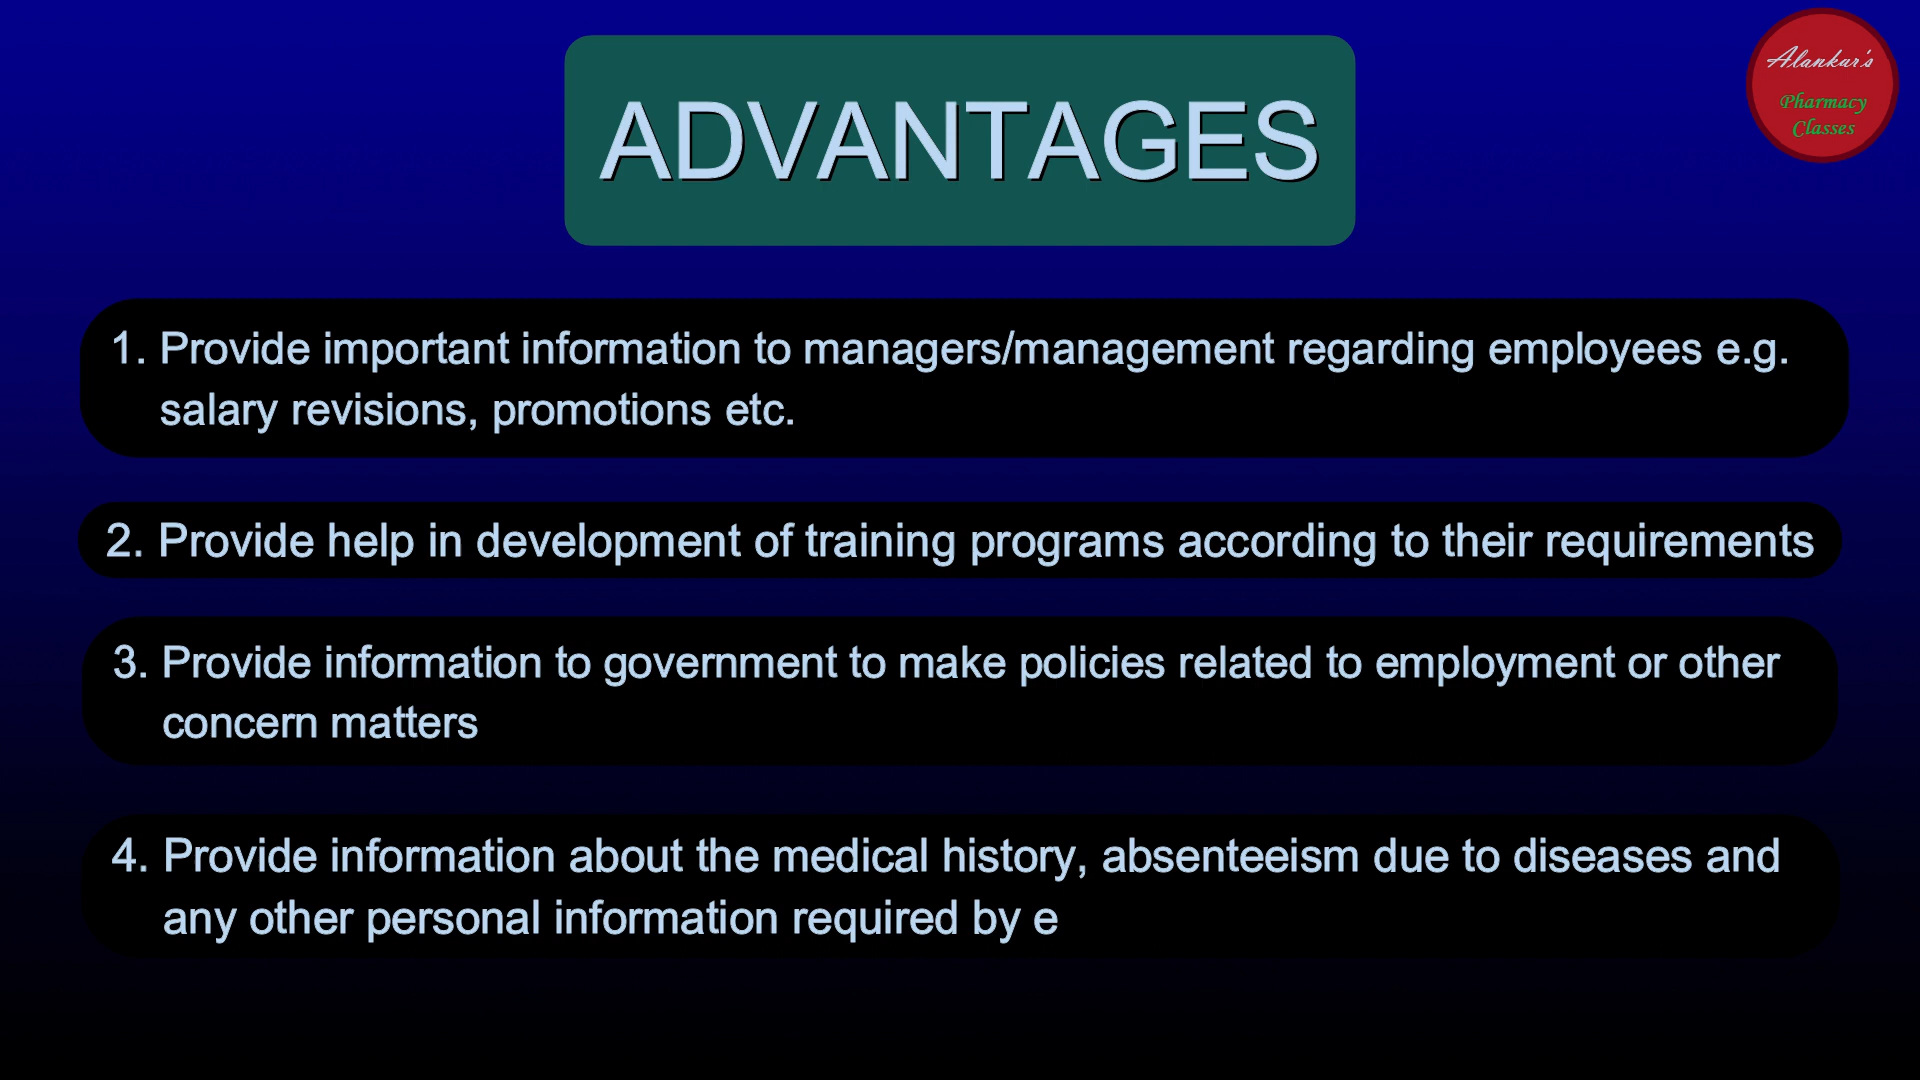 ADVANTAGES
Alankar's
Pharmacy
Classes
1. Provide important information to managers/management regarding employees e.g.
salary revisions, promotions etc.
2. Provide help in development of training programs according to their requirements
3. Provide information to government to make policies related to employment or other
concern matters
4. Provide information about the medical history, absenteeism due to diseases and
any other personal information required by e